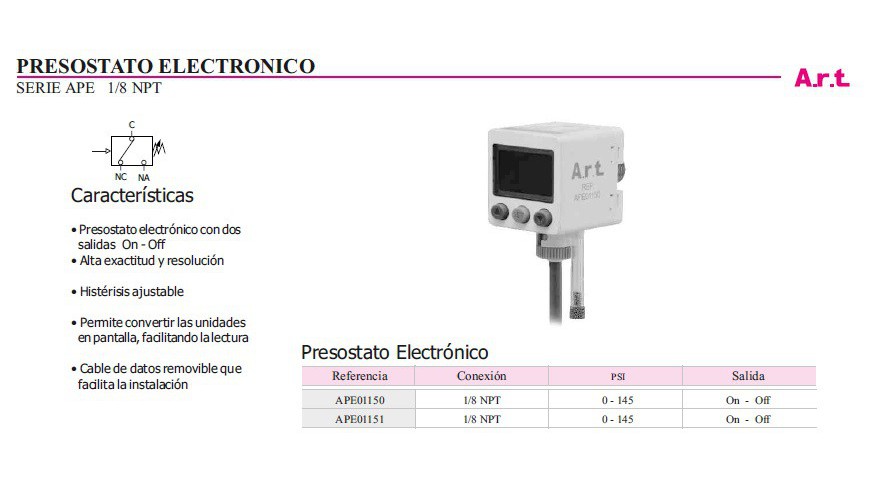 PRESOSTATO ELECTRONICO
SERIE APE 1/8 NPT
A.r.t.
C
NC NA
Características
• Presostato electrónico con dos
salidas On - Off
• Alta exactitud y resolución
• Histérisis ajustable
• Permite convertir las unidades
en pantalla, facilitando la lectura
• Cable de datos removible que
facilita la instalación
A.r.t.
REF
APE01150
Presostato Electrónico
Referencia Conexión PSI Salida
APE01150 1/8 NPT 0 - 145 On - Off
APE01151 1/8 NPT 0 - 145 On - Off